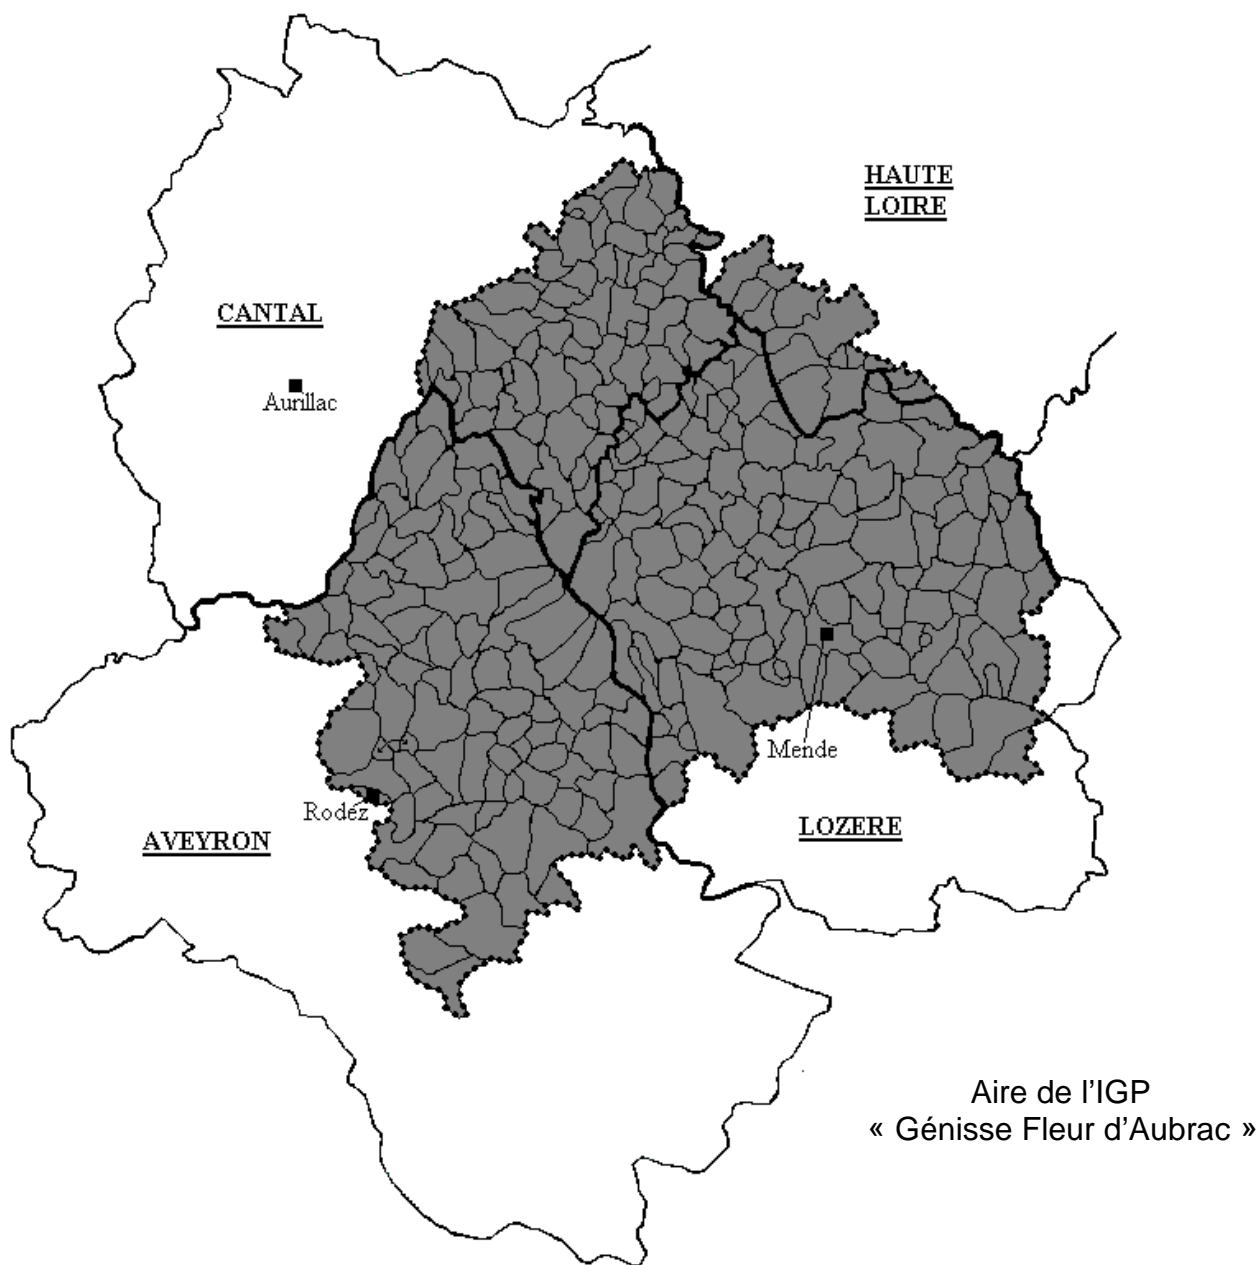 HAUTE
LOIRE
CANTAL
Aurillac
Mende
Rodez
AVEYRON
LOZERE
Aire de l'IGP
« Génisse Fleur d'Aubrac »